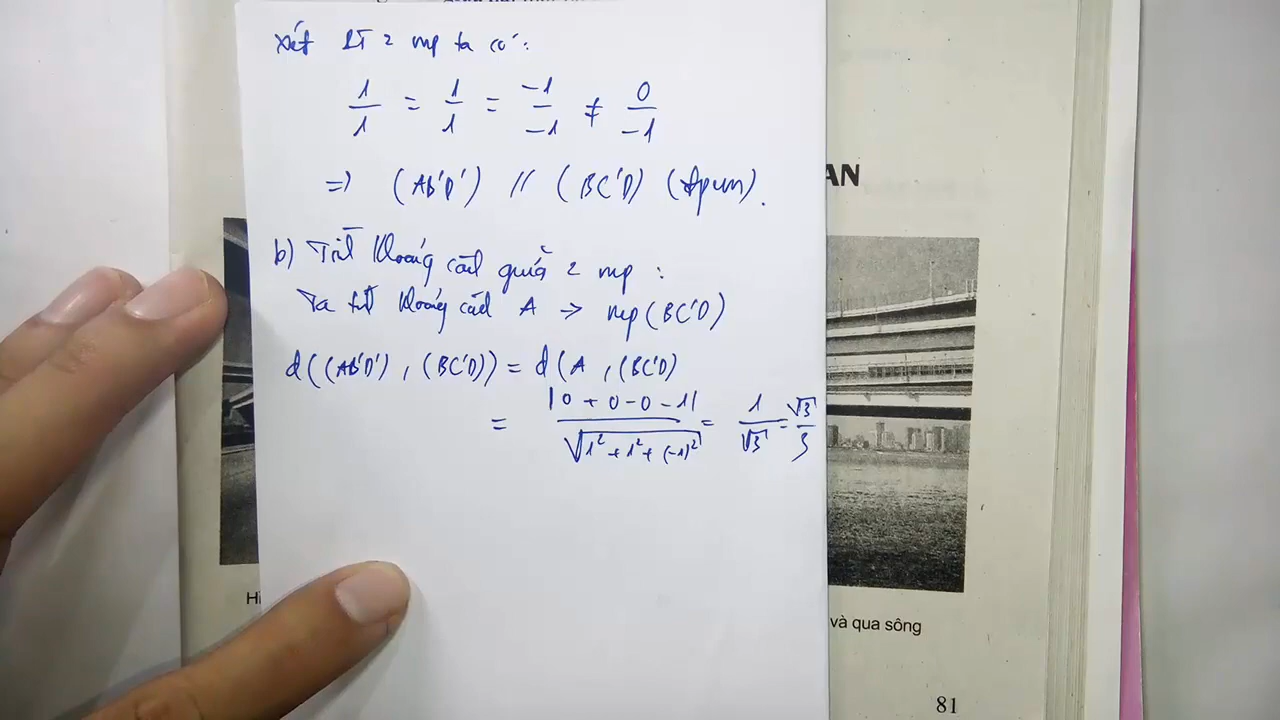 Xét PT 2 mp ta có:
1/1 = 1/1 = -1/-1 ≠ 0/-1
=> (AB'D') // (BC'D) (đpcm).
b) Tính khoảng cách giữa 2 mp:
Ta tính khoảng cách A -> mp(BC'D)
d((AB'D'), (BC'D)) = d(A, (BC'D)
= |0 + 0 - 0 - 1| / √(1² + 1² + (-1)²) = 1/√3 = √3/3
AN
Hì
và qua sông
81